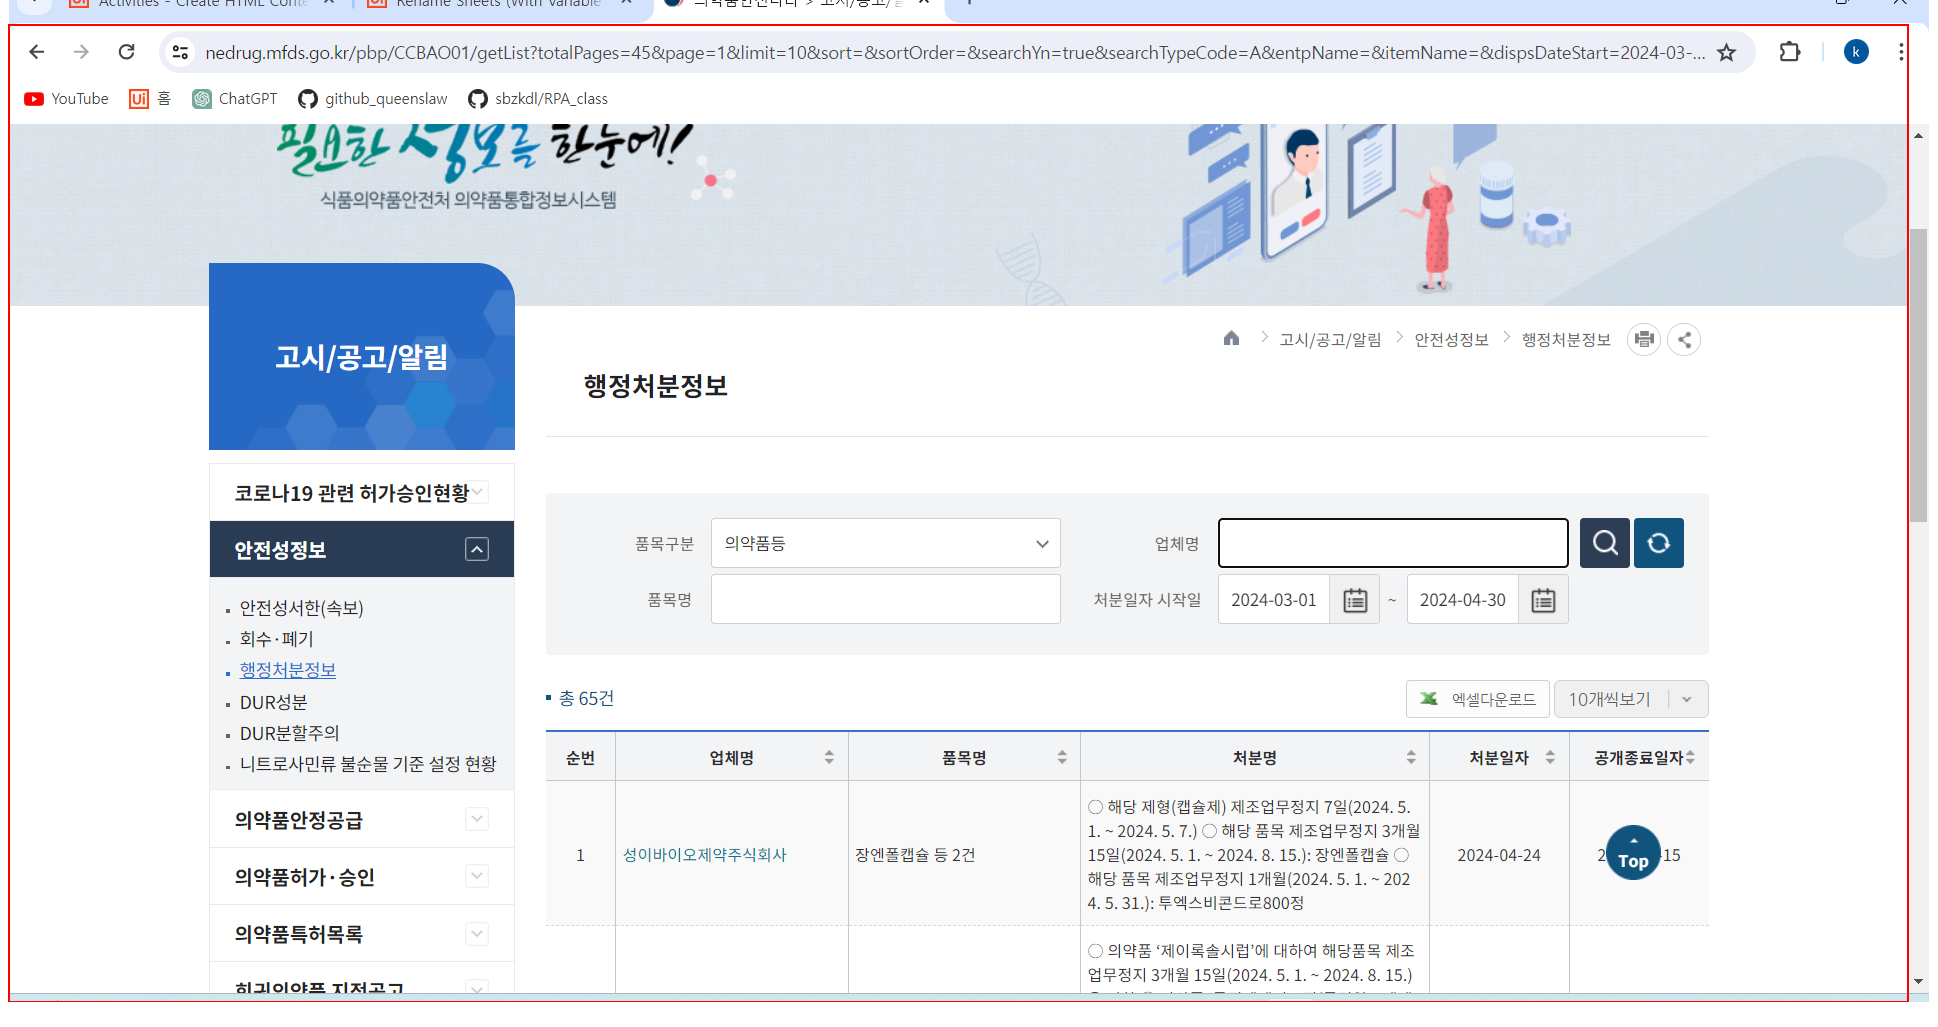 Activities - Create HTML Conte
Rename Sheets (With Variable
nedrug.mfds.go.kr/pbp/CCBAO01/getList?totalPages=45&page=1&limit=10&sort=&sortOrder=&searchYn=true&searchTypeCode=A&entpName=&itemName=&dispsDateStart=2024-03-...
k
YouTube
Ui 홈
ChatGPT
github_queenslaw
sbzkdl/RPA_class
필요한 정보를 한눈에!
식품의약품안전처 의약품통합정보시스템
고시/공고/알림
고시/공고/알림 > 안전성정보 > 행정처분정보
행정처분정보
코로나19 관련 허가승인현황
안전성정보
안전성서한(속보)
회수·폐기
행정처분정보
DUR성분
DUR분할주의
니트로사민류 불순물 기준 설정 현황
의약품안정공급
의약품허가·승인
의약품특허목록
희귀의약품 지정공고
품목구분 의약품등 업체명
품목명 처분일자 시작일 2024-03-01 ~ 2024-04-30
총 65건
엑셀다운로드 10개씩보기
순번 업체명 품목명 처분명 처분일자 공개종료일자
1 성이바이오제약주식회사 장엔폴캡슐 등 2건
○ 해당 제형(캡슐제) 제조업무정지 7일(2024. 5.
1. ~ 2024. 5. 7.) ○ 해당 품목 제조업무정지 3개월
15일(2024. 5. 1. ~ 2024. 8. 15.): 장엔폴캡슐 ○
해당 품목 제조업무정지 1개월(2024. 5. 1. ~ 202
4. 5. 31.): 투엑스비콘드로800정
2024-04-24
2
Top
15
○ 의약품 ‘제이록솔시럽’에 대하여 해당품목 제조
업무정지 3개월 15일(2024. 5. 1. ~ 2024. 8. 15.)